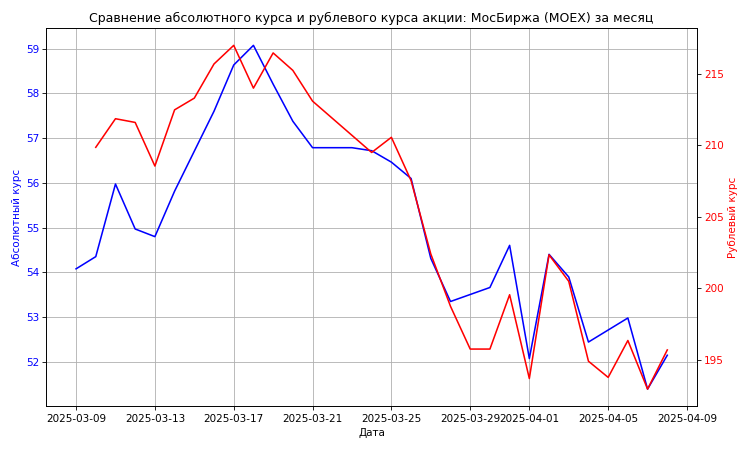 Сравнение абсолютного курса и рублевого курса акции: МосБиржа (MOEX) за месяц
Абсолютный курс
59
58
57
56
55
54
53
52
215
210
205
200
195
Рублевый курс
2025-03-09 2025-03-13 2025-03-17 2025-03-21 2025-03-25 2025-03-29 2025-04-01 2025-04-05 2025-04-09
Дата